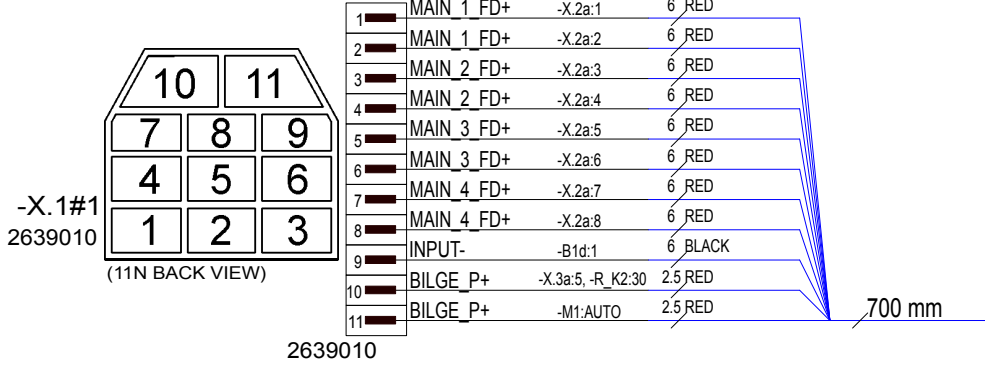 1 MAIN_1_FD+ -X.2a:1 6 RED
2 MAIN_1_FD+ -X.2a:2 6 RED
3 MAIN_2_FD+ -X.2a:3 6 RED
4 MAIN_2_FD+ -X.2a:4 6 RED
5 MAIN_3_FD+ -X.2a:5 6 RED
6 MAIN_3_FD+ -X.2a:6 6 RED
7 MAIN_4_FD+ -X.2a:7 6 RED
8 MAIN_4_FD+ -X.2a:8 6 RED
9 INPUT- -B1d:1 6 BLACK
10 BILGE_P+ -X.3a:5, -R_K2:30 2.5 RED
11 BILGE_P+ -M1:AUTO 2.5 RED
700 mm
2639010
10 11
7 8 9
4 5 6
1 2 3
-X.1#1
2639010
(11N BACK VIEW)